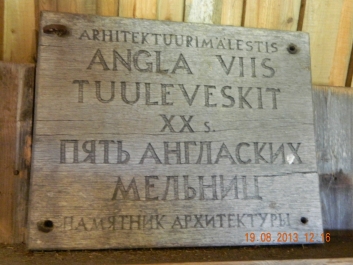 ARHITEKTUURIMÄLESTIS
ANGLA VIIS
TUULEVESKIT
XX s.
ПЯТЬ АНГЛАСКИХ
МЕЛЬНИЦ
ПАМЯТНИК АРХИТЕКТУРЫ
19.08.2013 12:16